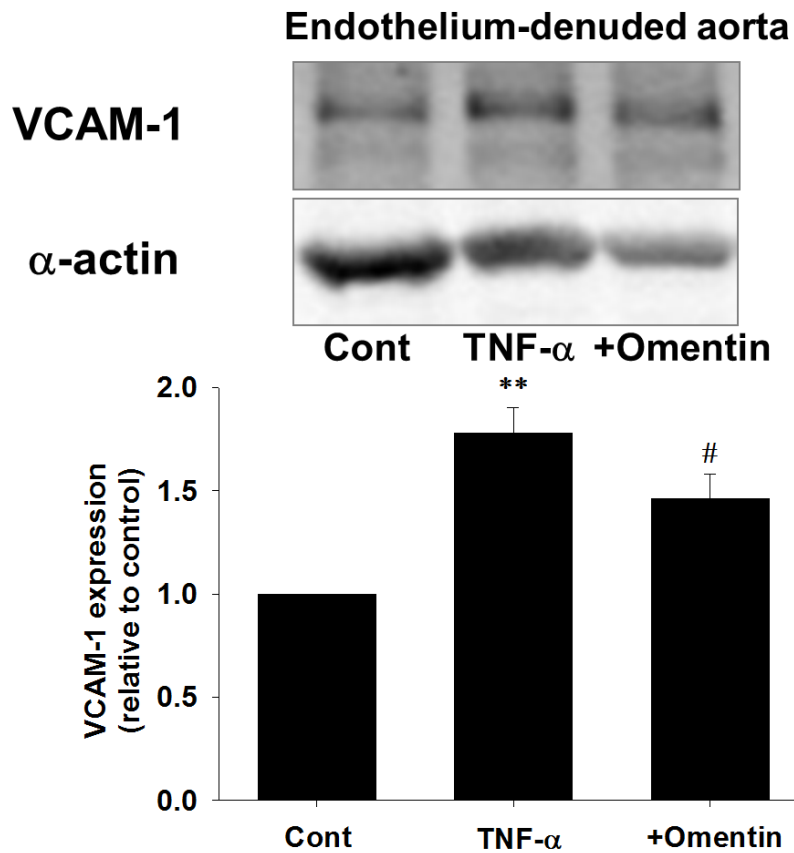 Endothelium-denuded aorta
VCAM-1
α-actin
Cont TNF-α +Omentin
VCAM-1 expression
(relative to control)
2.0
1.5
1.0
0.5
0.0
**
#
Cont TNF-α +Omentin